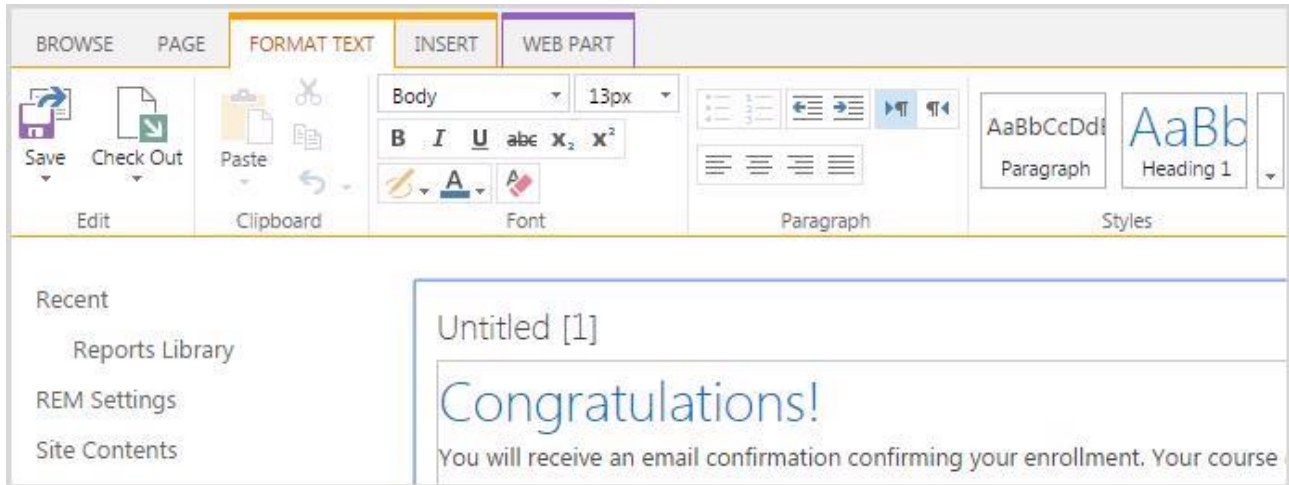 BROWSE PAGE FORMAT TEXT INSERT WEB PART
Save
Check Out
Paste
Body 13px
B I U abc X₂ X²
A A
AaBbCcDdE
Paragraph
AaBb
Heading 1
Edit Clipboard Font Paragraph Styles
Recent
Reports Library
REM Settings
Site Contents
Untitled [1]
Congratulations!
You will receive an email confirmation confirming your enrollment. Your course